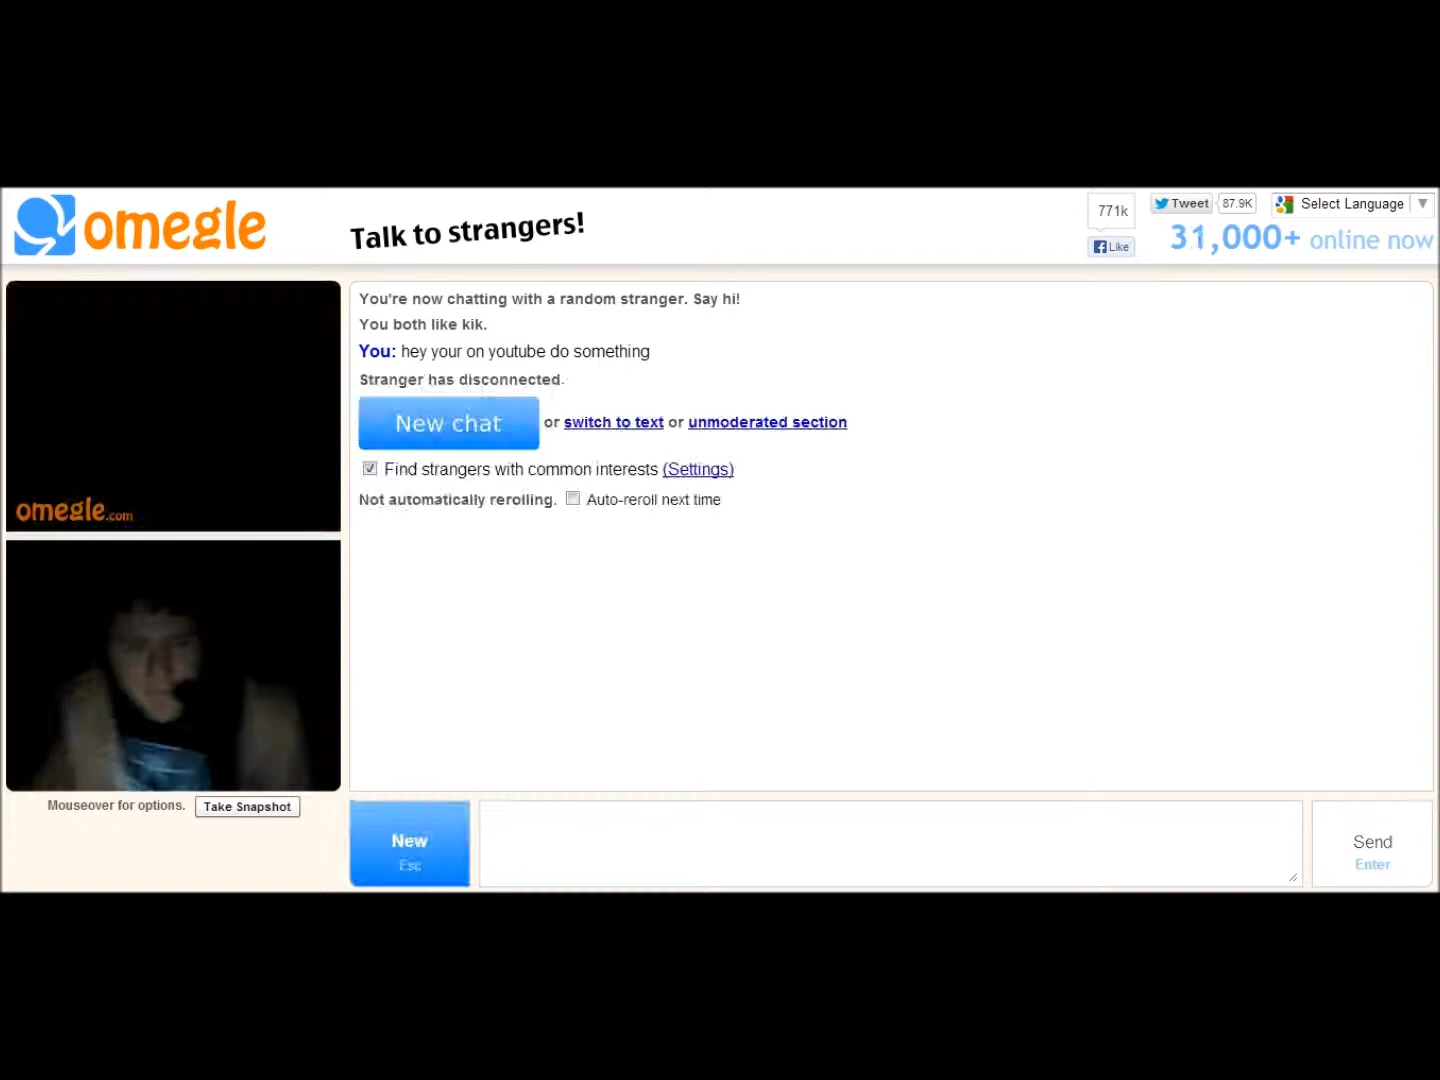 omegle
Talk to strangers!
771k
Like
Tweet
87.9K
Select Language
31,000+ online now
omegle.com
You're now chatting with a random stranger. Say hi!
You both like kik.
You: hey your on youtube do something
Stranger has disconnected.
New chat or switch to text or unmoderated section
Find strangers with common interests (Settings)
Not automatically rerolling. Auto-reroll next time
Mouseover for options. Take Snapshot
New
Esc
Send
Enter